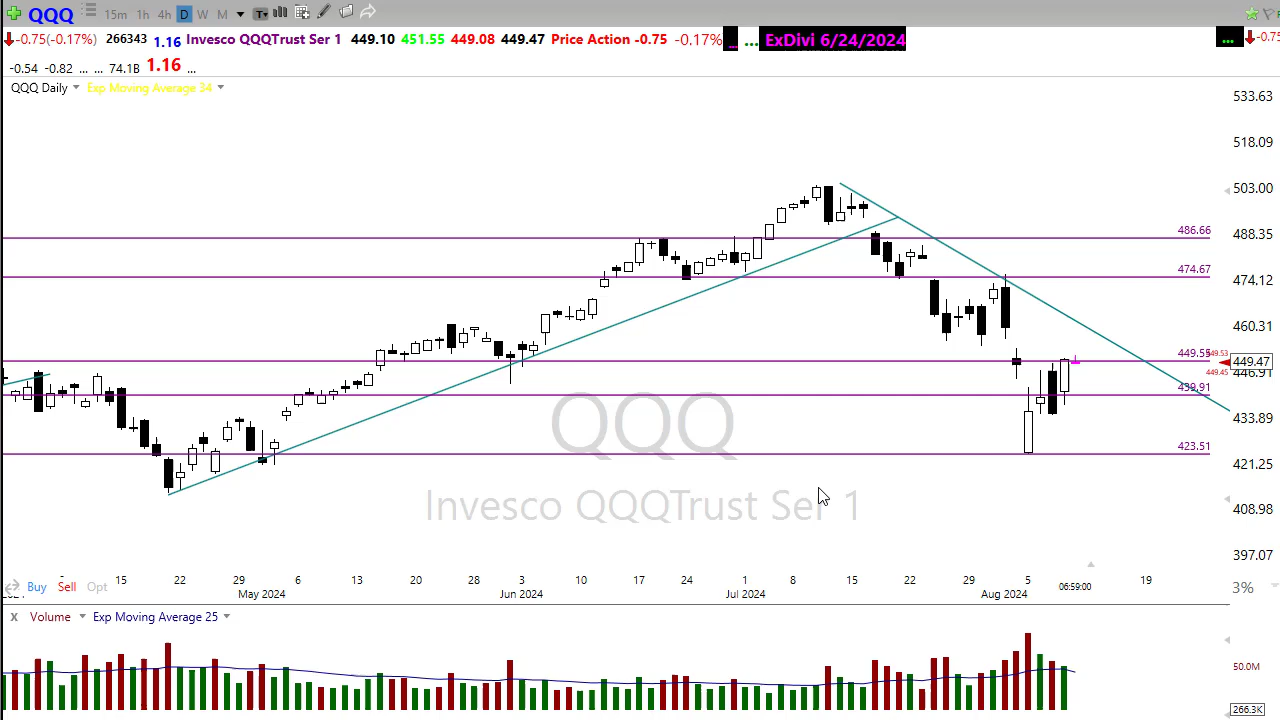 QQQ 15m 1h 4h D W M T
-0.75(-0.17%) 266343 1.16 Invesco QQQTrust Ser 1 449.10 451.55 449.08 449.47 Price Action -0.75 -0.17% ... ... ExDivi 6/24/2024 ... -0.75
-0.54 -0.82 ... ... 74.1B 1.16 ...
QQQ Daily Exp Moving Average 34
533.63
518.09
503.00
486.66
488.35
474.67
474.12
460.31
449.55
449.53
449.47
449.45
446.91
439.91
433.89
423.51
421.25
408.98
397.07
QQQ
Invesco QQQTrust Ser 1
15 22 29 6 13 20 28 3 10 17 24 1 8 15 22 29 5 19
Buy Sell Opt 06:59:00 3%
May 2024 Jun 2024 Jul 2024 Aug 2024
X Volume Exp Moving Average 25
50.0M
266.3K